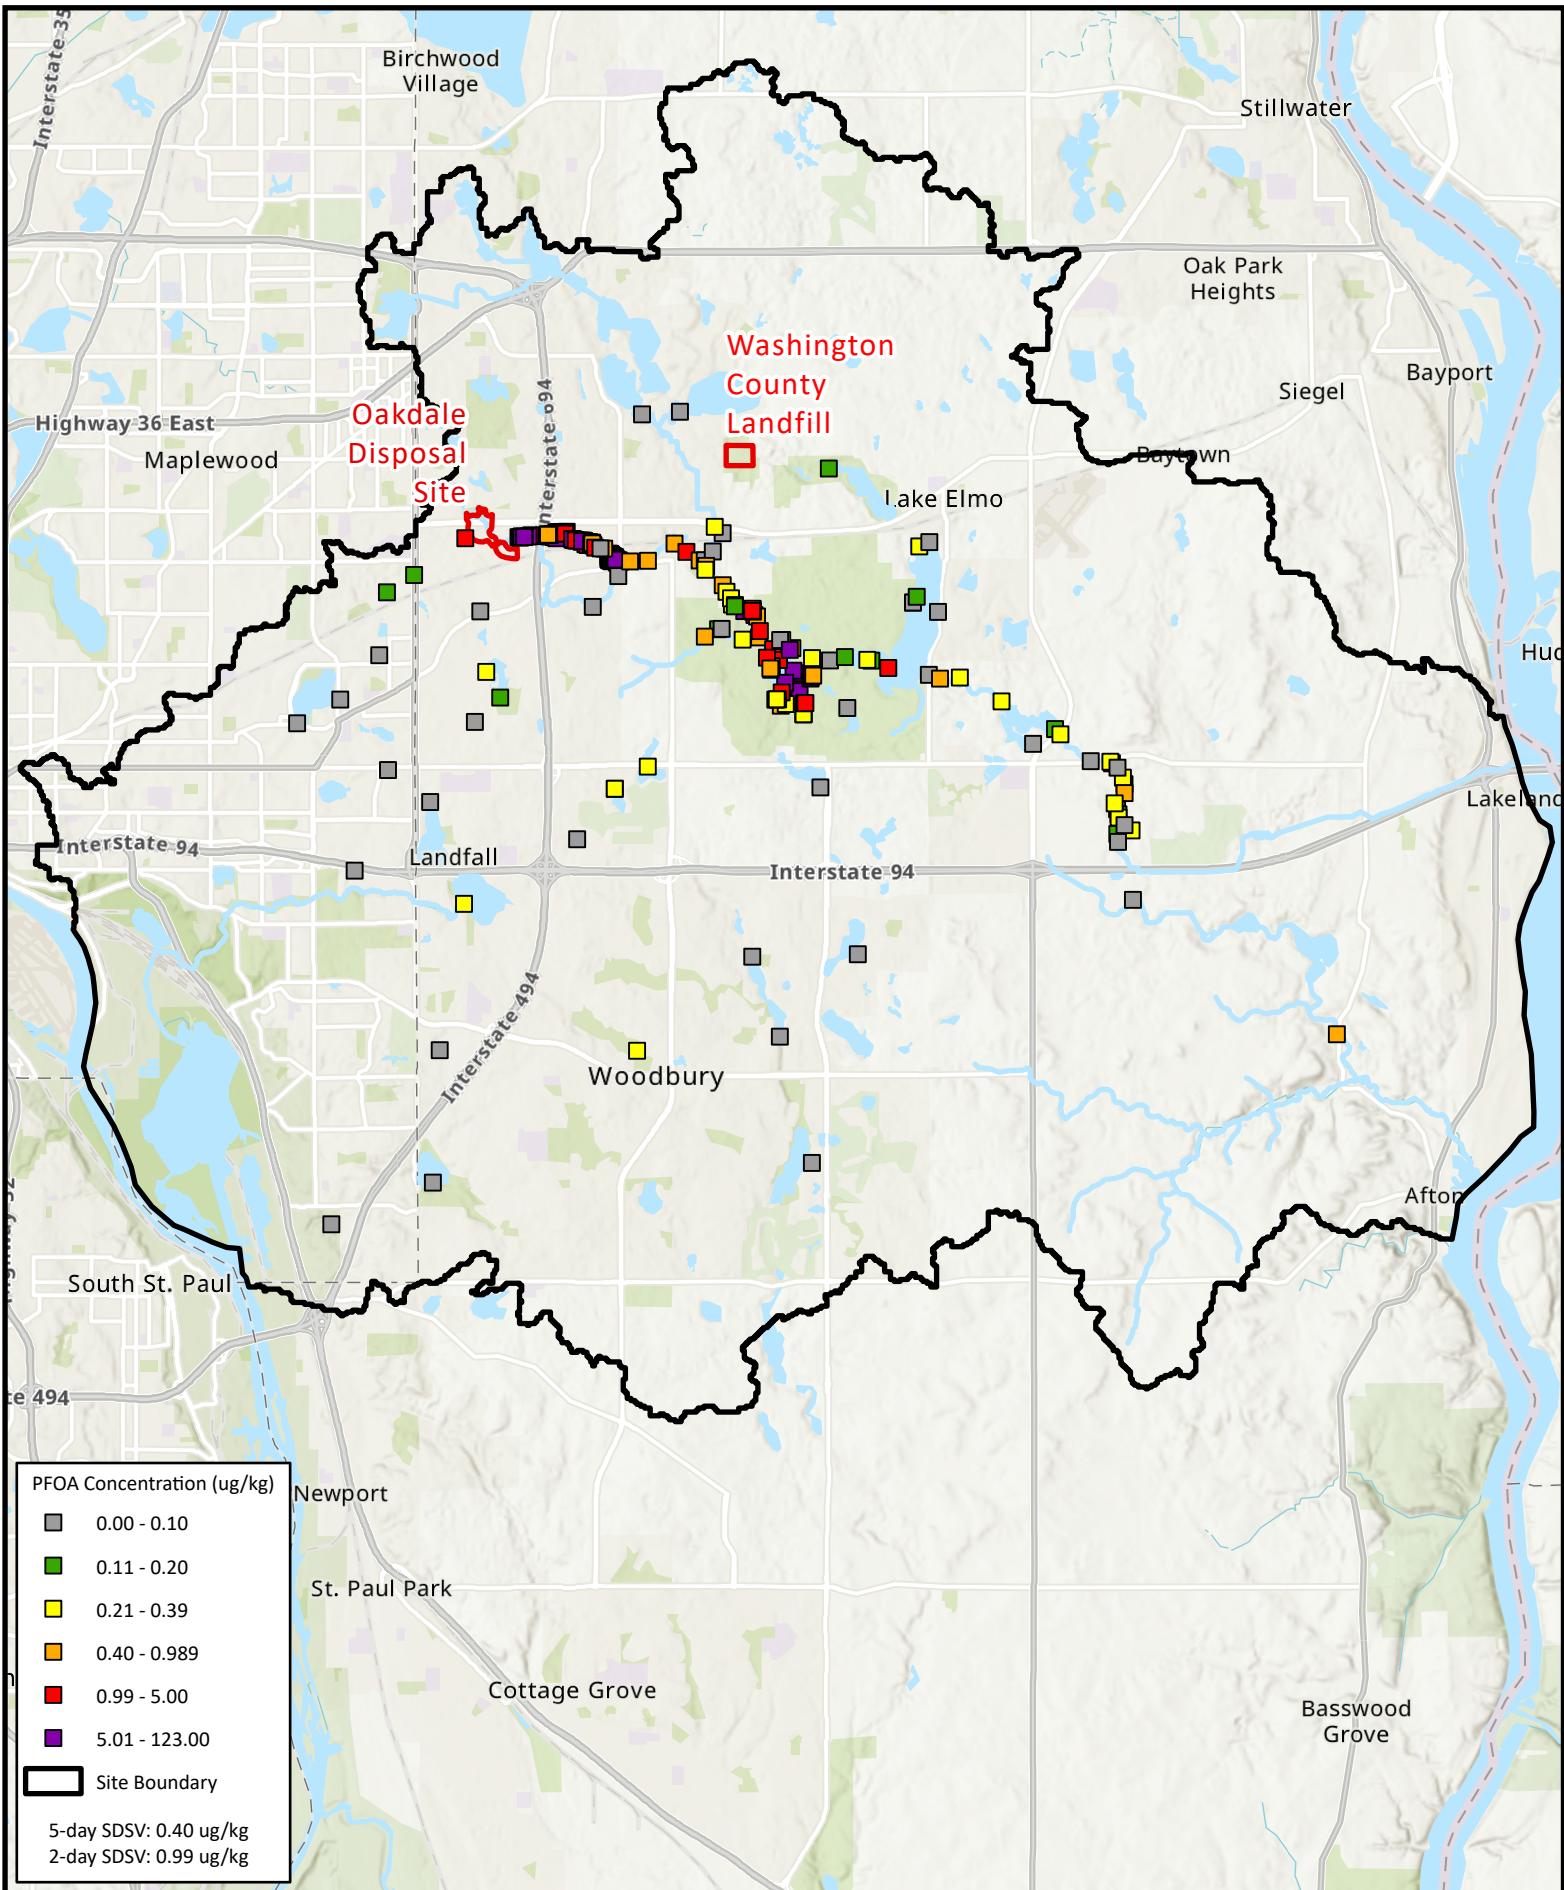 Interstate 35
Birchwood
Village
Stillwater
Oak Park
Heights
Washington
County
Landfill
Bayport
Siegel
Oakdale
Disposal
Site
Highway 36 East
Interstate 694
Maplewood
Baytown
Lake Elmo
Hud
Lakeland
Interstate 94
Landfall
Interstate 94
Interstate 494
Woodbury
Afton
South St. Paul
te 494
Newport
St. Paul Park
Cottage Grove
Basswood
Grove
PFOA Concentration (ug/kg)
0.00 - 0.10
0.11 - 0.20
0.21 - 0.39
0.40 - 0.989
0.99 - 5.00
5.01 - 123.00
Site Boundary
5-day SDSV: 0.40 ug/kg
2-day SDSV: 0.99 ug/kg